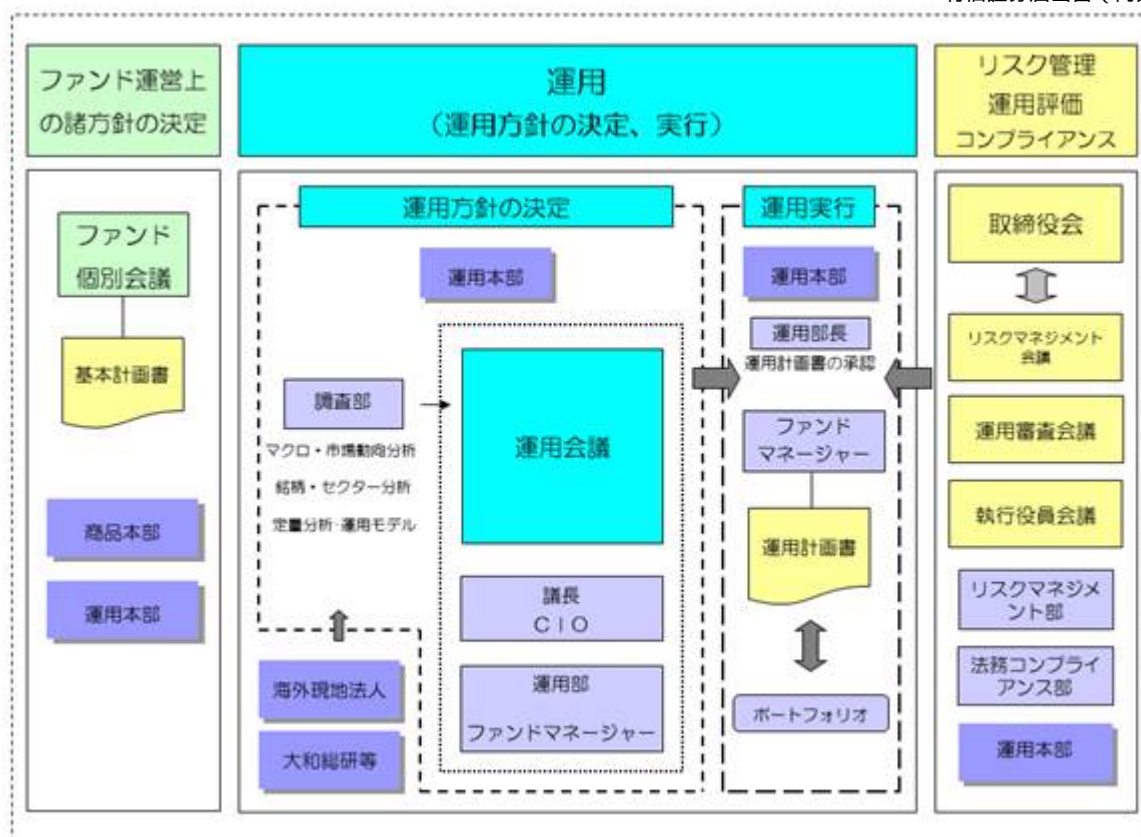 ファンド運営上
の諸方針の決定
運用
（運用方針の決定、実行）
リスク管理
運用評価
コンプライアンス
ファンド
個別会議
基本計画書
商品本部
運用本部
運用方針の決定
運用本部
調査部
マクロ・市場動向分析
銘柄・セクター分析
定量分析・運用モデル
海外現地法人
大和総研等
運用会議
議長
ＣＩＯ
運用部
ファンドマネージャー
運用実行
運用本部
運用部長
運用計画書の承認
ファンド
マネージャー
運用計画書
ポートフォリオ
取締役会
リスクマネジメント
会議
運用審査会議
執行役員会議
リスクマネジメ
ント部
法務コンプライ
アンス部
運用本部